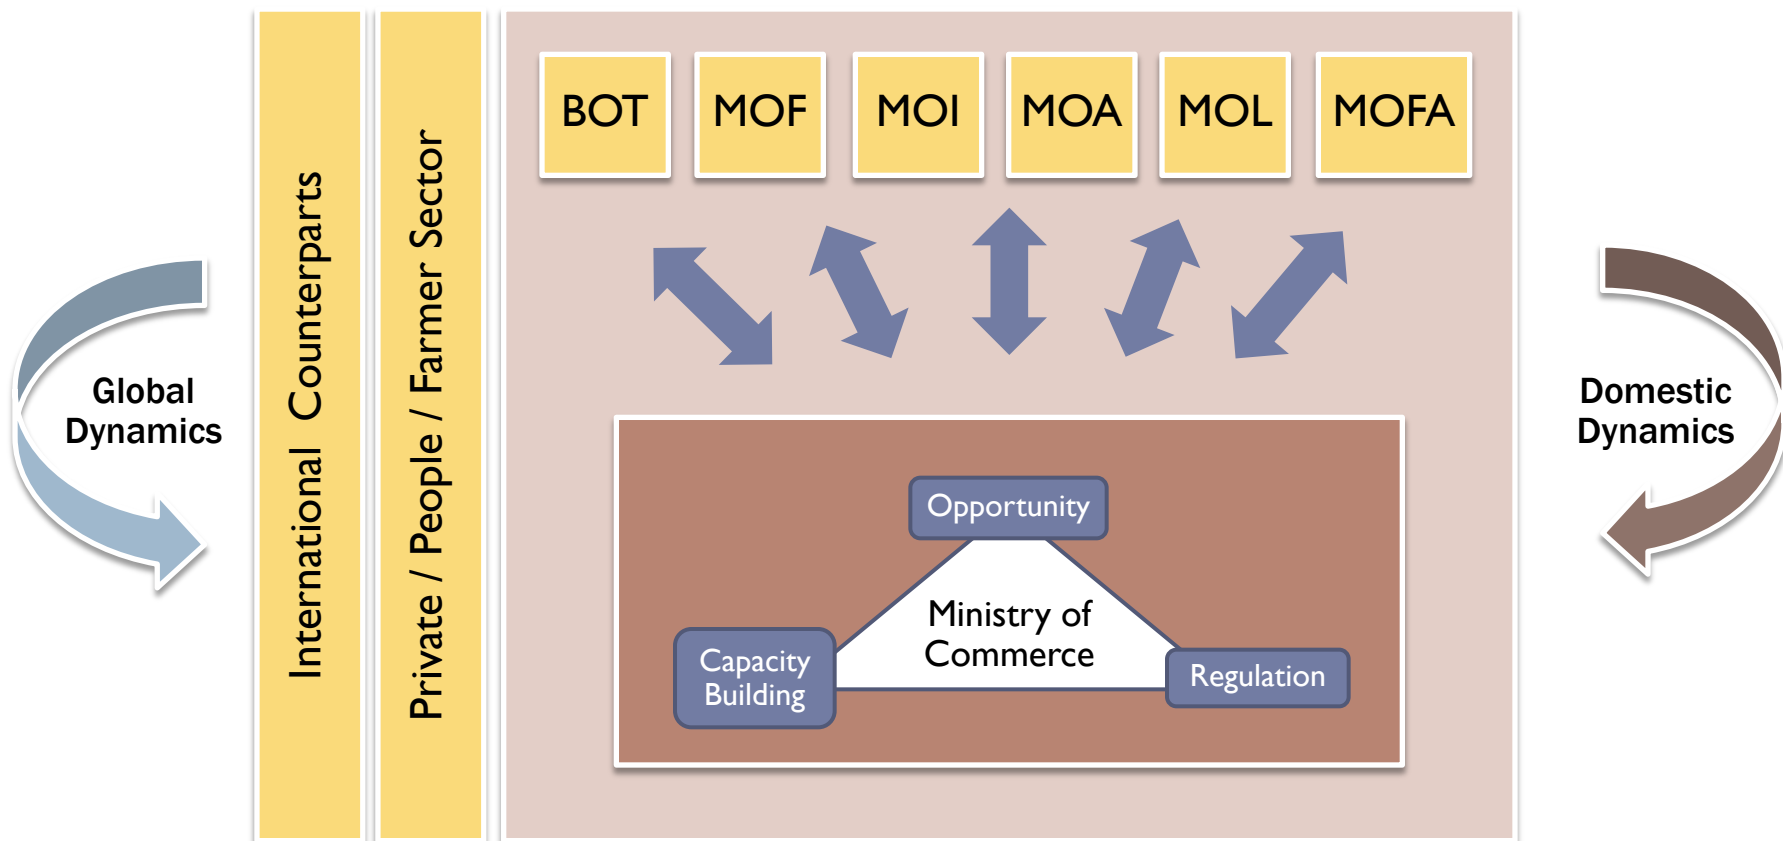 Global
Dynamics
International Counterparts
Private / People / Farmer Sector
BOT
MOF
MOI
MOA
MOL
MOFA
Opportunity
Ministry of
Commerce
Capacity
Building
Regulation
Domestic
Dynamics